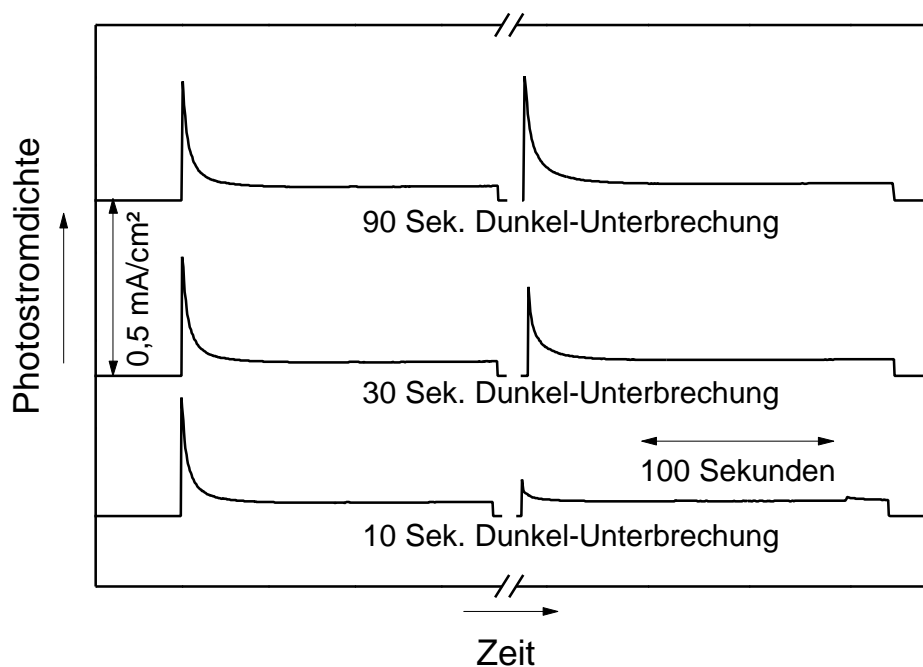 Photostromdichte
0,5 mA/cm²
90 Sek. Dunkel-Unterbrechung
30 Sek. Dunkel-Unterbrechung
100 Sekunden
10 Sek. Dunkel-Unterbrechung
Zeit